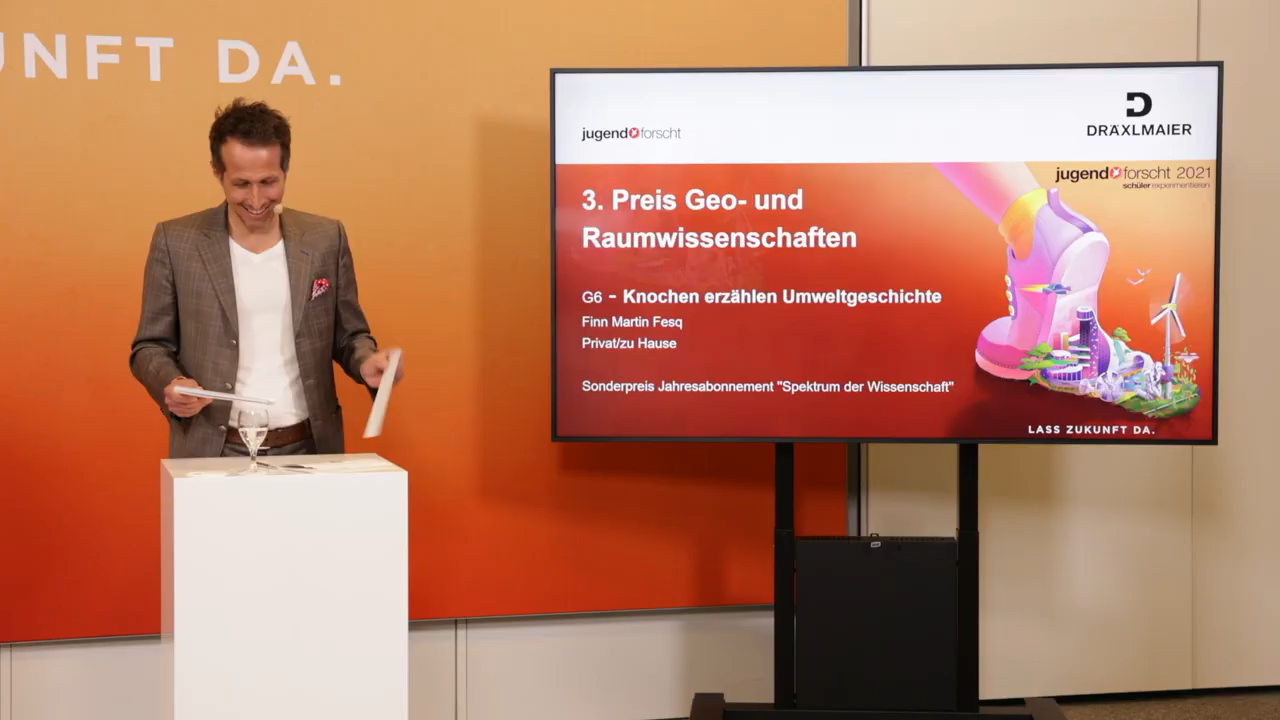 UNFT DA.
jugend forscht
DRÄXLMAIER
jugend forscht 2021
schüler experimentieren
3. Preis Geo- und
Raumwissenschaften
G6 - Knochen erzählen Umweltgeschichte
Finn Martin Fesq
Privat/zu Hause
Sonderpreis Jahresabonnement "Spektrum der Wissenschaft"
LASS ZUKUNFT DA.